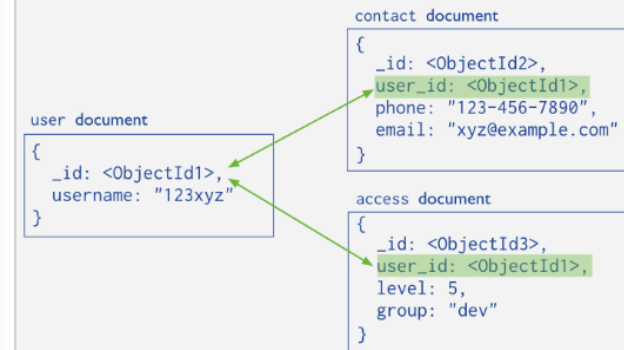 contact document
{
_id: <ObjectId2>,
user_id: <ObjectId1>,
phone: "123-456-7890",
email: "xyz@example.com"
}
user document
{
_id: <ObjectId1>,
username: "123xyz"
}
access document
{
_id: <ObjectId3>,
user_id: <ObjectId1>,
level: 5,
group: "dev"
}